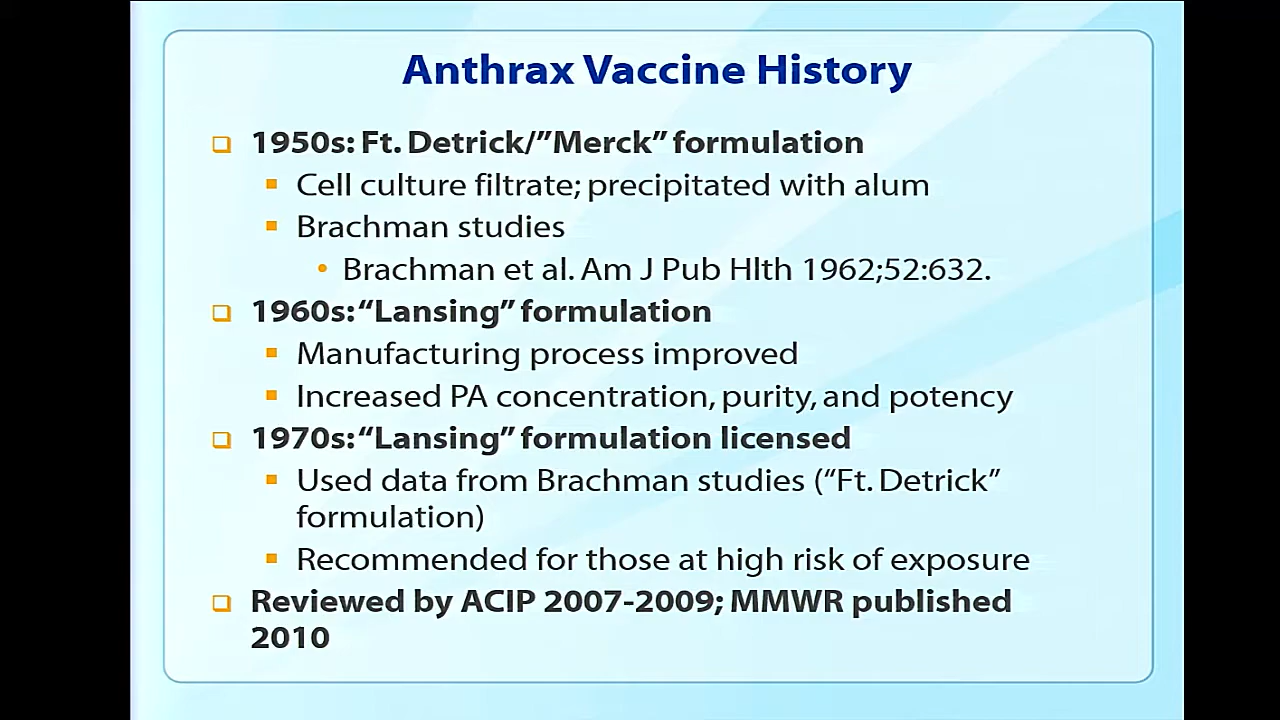 Anthrax Vaccine History
1950s: Ft. Detrick/”Merck” formulation
Cell culture filtrate; precipitated with alum
Brachman studies
Brachman et al. Am J Pub Hlth 1962;52:632.
1960s: “Lansing” formulation
Manufacturing process improved
Increased PA concentration, purity, and potency
1970s: “Lansing” formulation licensed
Used data from Brachman studies (“Ft. Detrick”
formulation)
Recommended for those at high risk of exposure
Reviewed by ACIP 2007-2009; MMWR published
2010